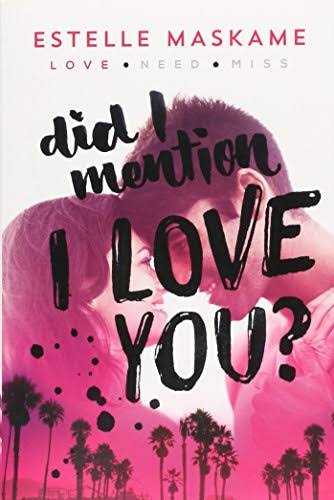 ESTELLE MASKAME
LOVE • NEED • MISS
did I
mention
I LOVE
YOU?